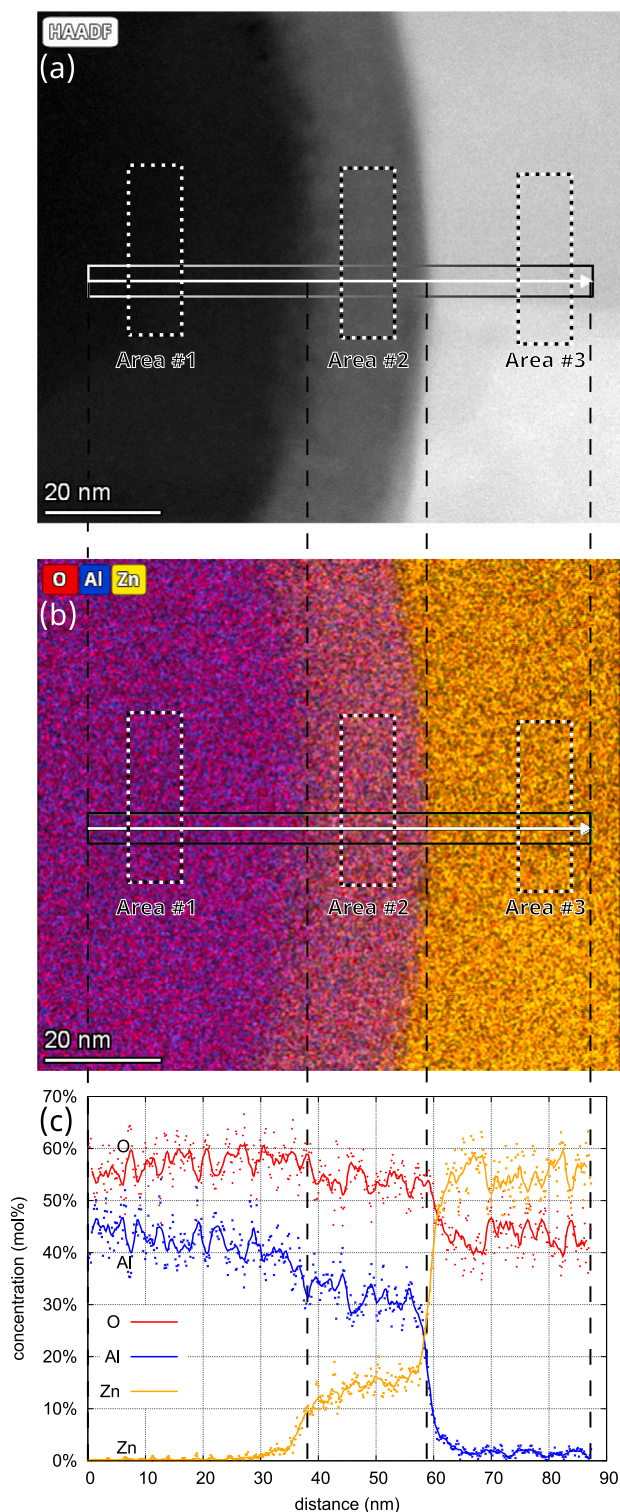 HAADF
(a)
Area #1
Area #2
Area #3
20 nm
O Al Zn
(b)
Area #1
Area #2
Area #3
20 nm
(c)
70%
60%
50%
40%
30%
20%
10%
0%
concentration (mol%)
O
Al
Zn
O
Al
Zn
0 10 20 30 40 50 60 70 80 90
distance (nm)